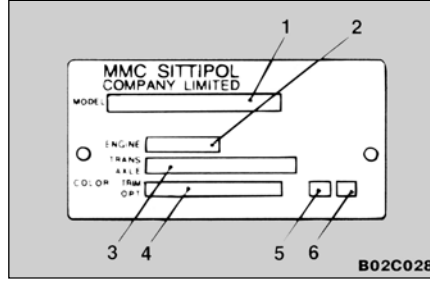 1 2
MMC SITTIPOL
COMPANY LIMITED
MODEL
ENGINE
TRANS
AXLE
COLOR TRIM
OPT
3 4 5 6
B02C028